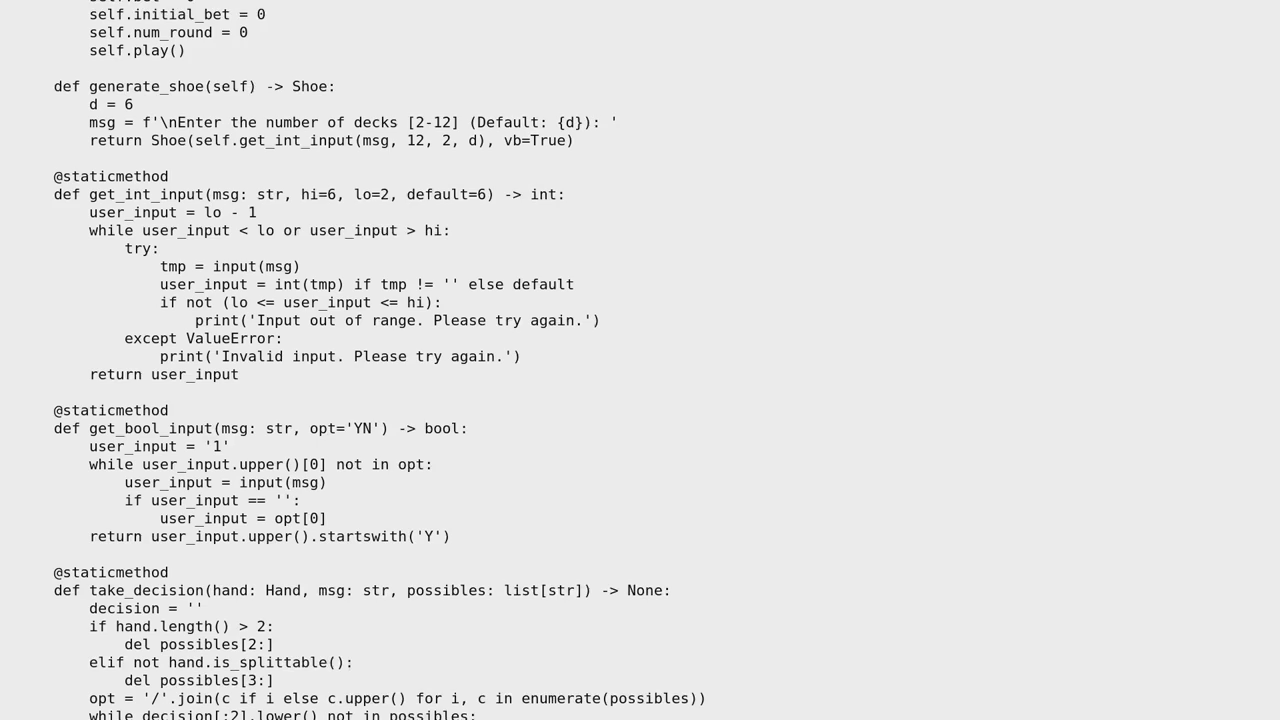 self.initial_bet = 0
        self.num_round = 0
        self.play()

    def generate_shoe(self) -> Shoe:
        d = 6
        msg = f'\nEnter the number of decks [2-12] (Default: {d}): '
        return Shoe(self.get_int_input(msg, 12, 2, d), vb=True)

    @staticmethod
    def get_int_input(msg: str, hi=6, lo=2, default=6) -> int:
        user_input = lo - 1
        while user_input < lo or user_input > hi:
            try:
                tmp = input(msg)
                user_input = int(tmp) if tmp != '' else default
                if not (lo <= user_input <= hi):
                    print('Input out of range. Please try again.')
            except ValueError:
                print('Invalid input. Please try again.')
        return user_input

    @staticmethod
    def get_bool_input(msg: str, opt='YN') -> bool:
        user_input = '1'
        while user_input.upper()[0] not in opt:
            user_input = input(msg)
            if user_input == '':
                user_input = opt[0]
        return user_input.upper().startswith('Y')

    @staticmethod
    def take_decision(hand: Hand, msg: str, possibles: list[str]) -> None:
        decision = ''
        if hand.length() > 2:
            del possibles[2:]
        elif not hand.is_splittable():
            del possibles[3:]
        opt = '/'.join(c if i else c.upper() for i, c in enumerate(possibles))
        while decision[:2].lower() not in possibles: